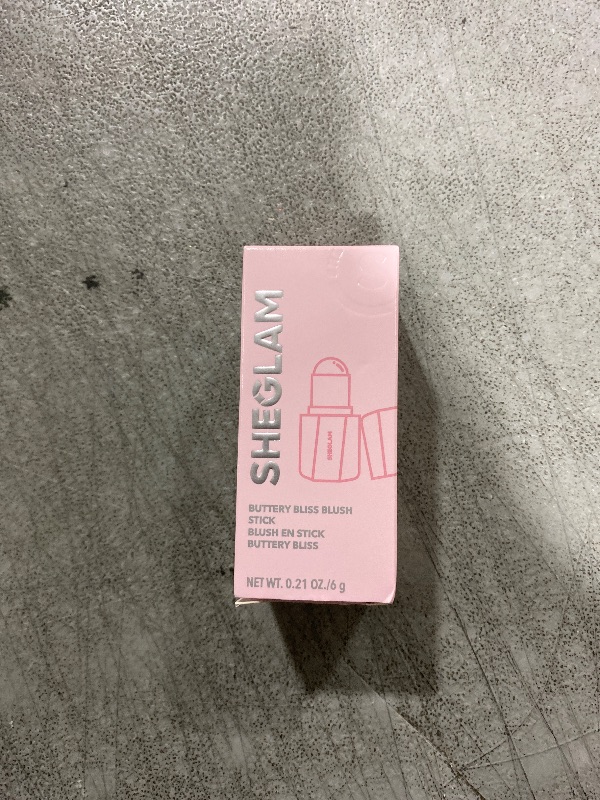 SHEGLAM
SHEGLAM
BUTTERY BLISS BLUSH
STICK
BLUSH EN STICK
BUTTERY BLISS
NET WT. 0.21 OZ./6 g